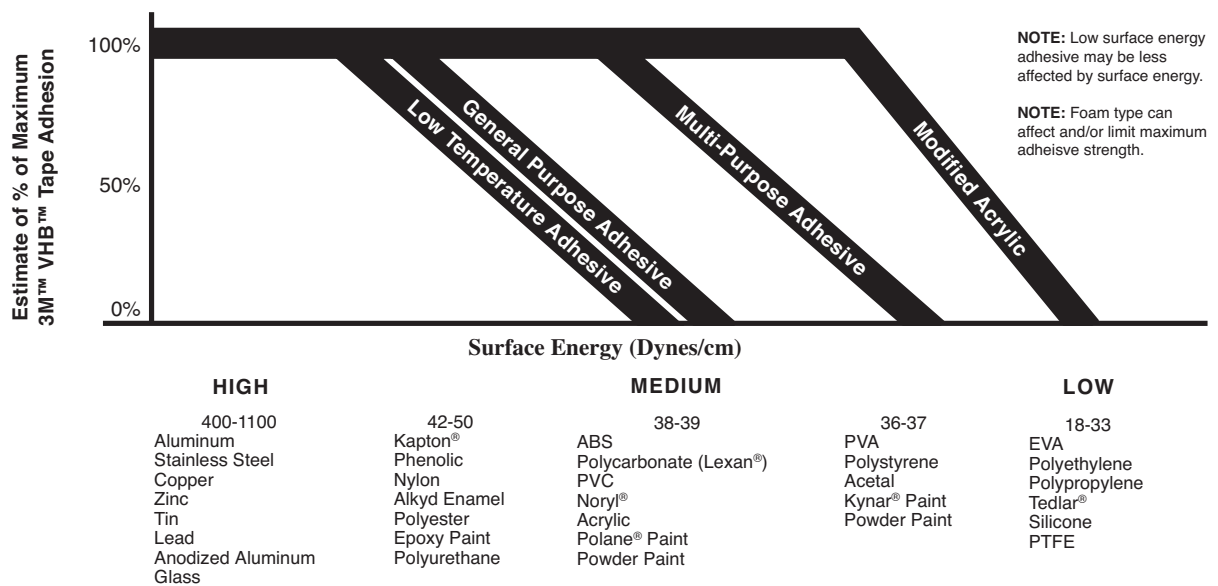 Estimate of % of Maximum
3M™ VHB™ Tape Adhesion
100%
50%
0%
Low Temperature Adhesive
General Purpose Adhesive
Multi-Purpose Adhesive
Modified Acrylic
NOTE: Low surface energy
adhesive may be less
affected by surface energy.
NOTE: Foam type can
affect and/or limit maximum
adheisve strength.
Surface Energy (Dynes/cm)
HIGH
400-1100
Aluminum
Stainless Steel
Copper
Zinc
Tin
Lead
Anodized Aluminum
Glass
42-50
Kapton®
Phenolic
Nylon
Alkyd Enamel
Polyester
Epoxy Paint
Polyurethane
MEDIUM
38-39
ABS
Polycarbonate (Lexan®)
PVC
Noryl®
Acrylic
Polane® Paint
Powder Paint
36-37
PVA
Polystyrene
Acetal
Kynar® Paint
Powder Paint
LOW
18-33
EVA
Polyethylene
Polypropylene
Tedlar®
Silicone
PTFE